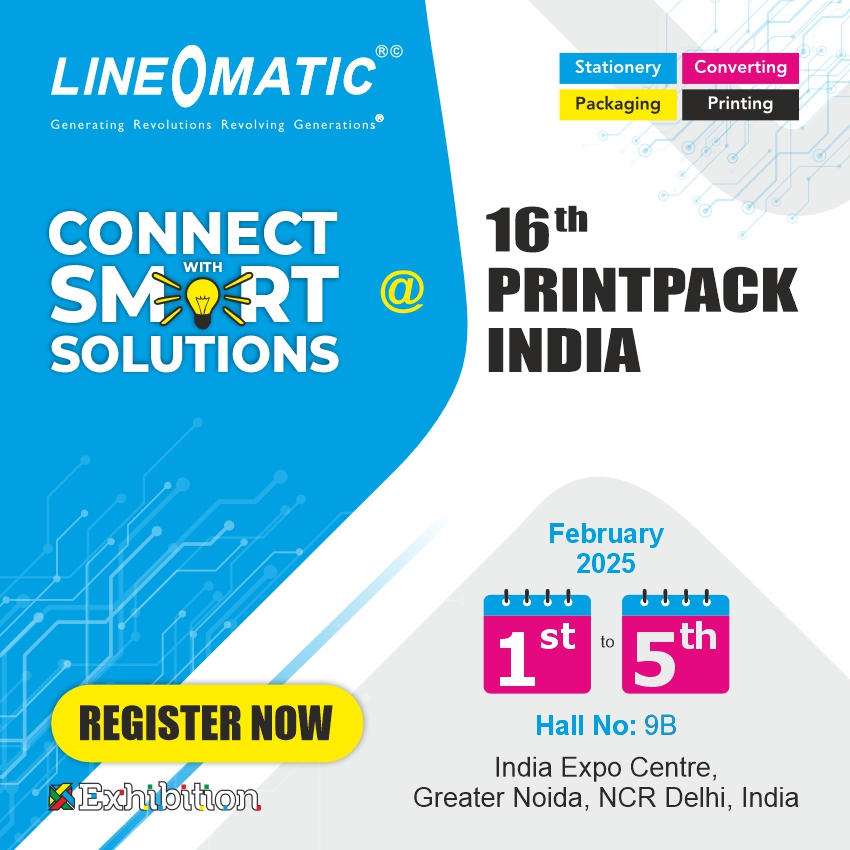 LINEOMATIC®©
Generating Revolutions Revolving Generations®
Stationery Converting
Packaging Printing
CONNECT
WITH
SMART
SOLUTIONS
@
16th
PRINTPACK
INDIA
February
2025
1st to 5th
Hall No: 9B
India Expo Centre,
Greater Noida, NCR Delhi, India
REGISTER NOW
Exhibition